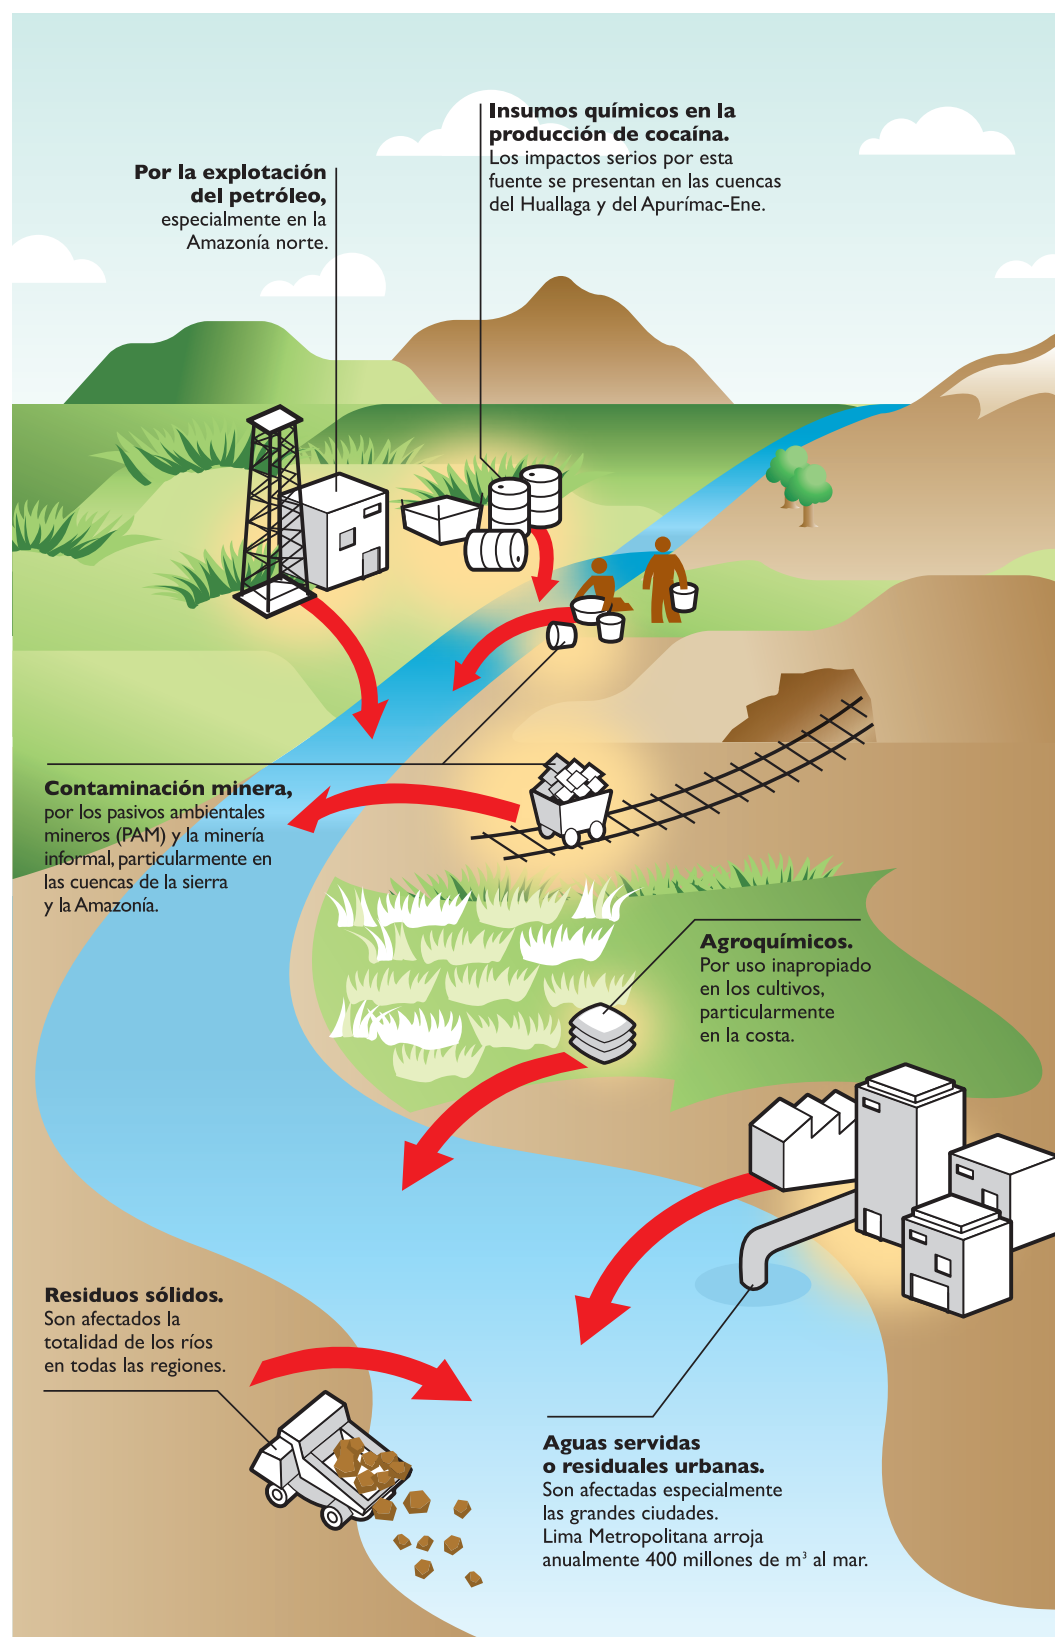 Insumos químicos en la
producción de cocaína.
Los impactos serios por esta
fuente se presentan en las cuencas
del Huallaga y del Apurímac-Ene.
Por la explotación
del petróleo,
especialmente en la
Amazonía norte.
Contaminación minera,
por los pasivos ambientales
mineros (PAM) y la minería
informal, particularmente en
las cuencas de la sierra
y la Amazonía.
Agroquímicos.
Por uso inapropiado
en los cultivos,
particularmente
en la costa.
Residuos sólidos.
Son afectados la
totalidad de los ríos
en todas las regiones.
Aguas servidas
o residuales urbanas.
Son afectadas especialmente
las grandes ciudades.
Lima Metropolitana arroja
anualmente 400 millones de m³ al mar.